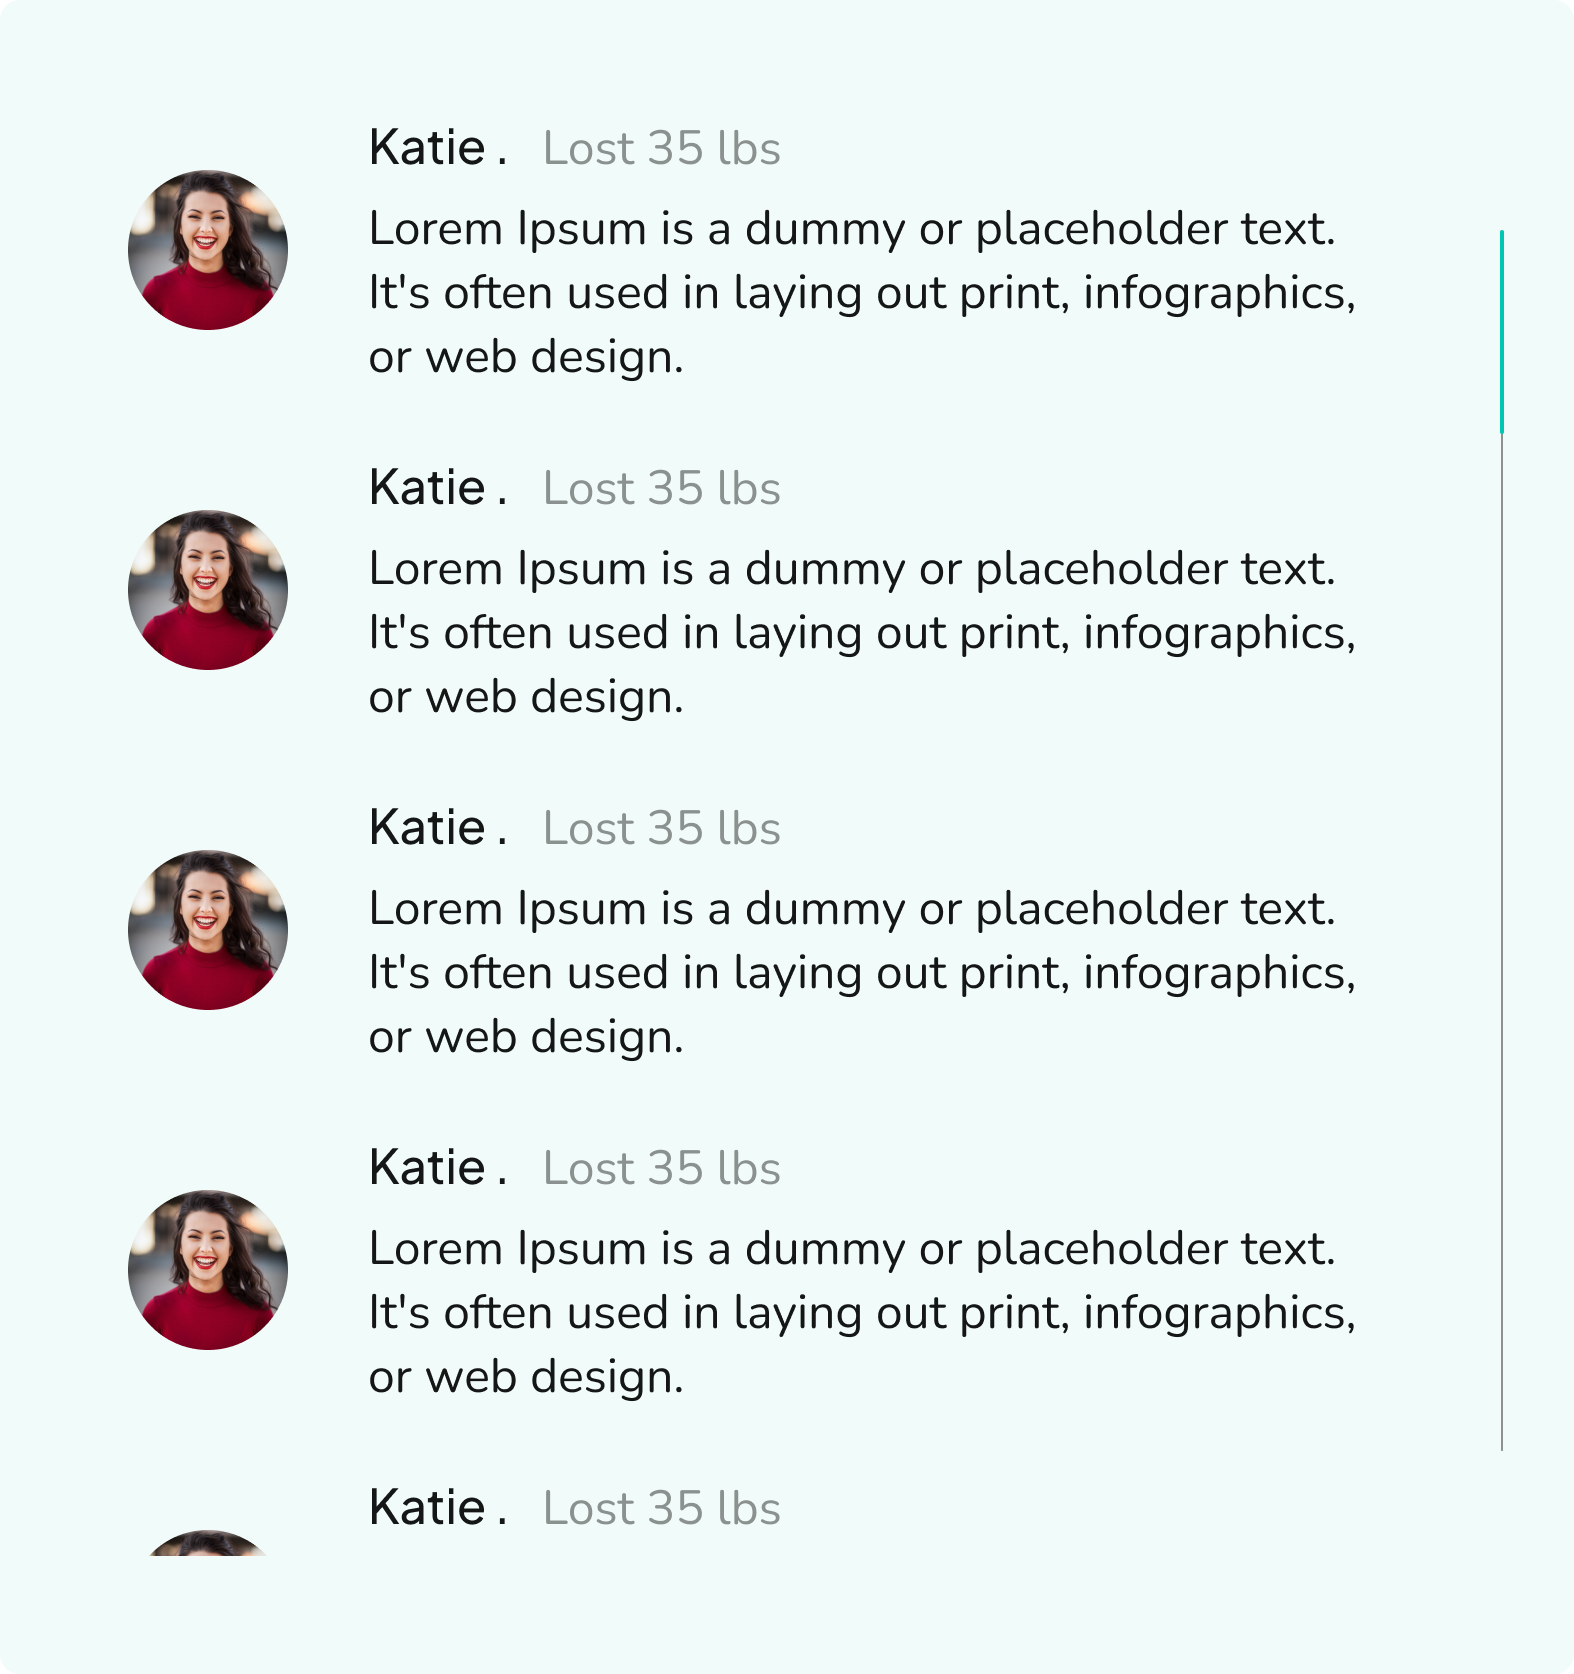 Katie . Lost 35 lbs
Lorem Ipsum is a dummy or placeholder text.
It's often used in laying out print, infographics,
or web design.
Katie . Lost 35 lbs
Lorem Ipsum is a dummy or placeholder text.
It's often used in laying out print, infographics,
or web design.
Katie . Lost 35 lbs
Lorem Ipsum is a dummy or placeholder text.
It's often used in laying out print, infographics,
or web design.
Katie . Lost 35 lbs
Lorem Ipsum is a dummy or placeholder text.
It's often used in laying out print, infographics,
or web design.
Katie . Lost 35 lbs